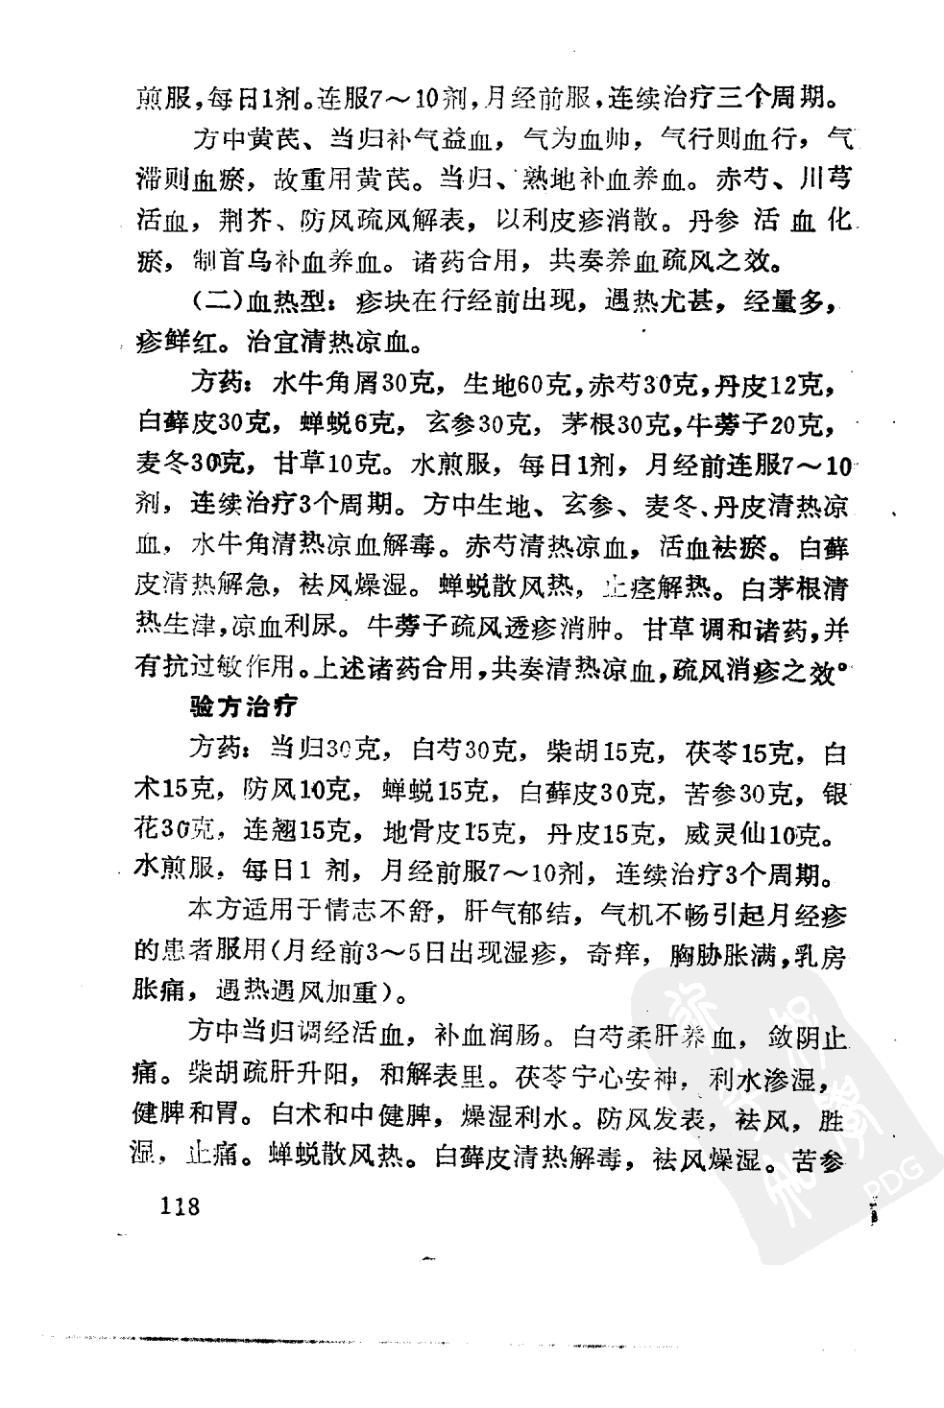 煎服，每日1剂。连服7～10剂，月经前服，连续治疗三个周期。
方中黄芪、当归补气益血，气为血帅，气行则血行，气
滞则血瘀，故重用黄芪。当归、熟地补血养血。赤芍、川芎
活血，荆芥、防风疏风解表，以利皮疹消散。丹参活血化
瘀，制首乌补血养血。诸药合用，共奏养血疏风之效。
（二）血热型：疹块在行经前出现，遇热尤甚，经量多，
疹鲜红。治宜清热凉血。
方药：水牛角屑30克，生地60克，赤芍30克，丹皮12克，
白藓皮30克，蝉蜕6克，玄参30克，茅根30克，牛蒡子20克，
麦冬30克，甘草10克。水煎服，每日1剂，月经前连服7～10
剂，连续治疗3个周期。方中生地、玄参、麦冬、丹皮清热凉
血，水牛角清热凉血解毒。赤芍清热凉血，活血祛瘀。白藓
皮清热解急，祛风燥湿。蝉蜕散风热，止痉解热。白茅根清
热生津，凉血利尿。牛蒡子疏风透疹消肿。甘草调和诸药，并
有抗过敏作用。上述诸药合用，共奏清热凉血，疏风消疹之效。
验方治疗
方药：当归30克，白芍30克，柴胡15克，茯苓15克，白
术15克，防风10克，蝉蜕15克，白藓皮30克，苦参30克，银
花30克，连翘15克，地骨皮15克，丹皮15克，威灵仙10克。
水煎服，每日1 剂，月经前服7～10剂，连续治疗3个周期。
本方适用于情志不舒，肝气郁结，气机不畅引起月经疹
的患者服用（月经前3～5日出现湿疹，奇痒，胸胁胀满，乳房
胀痛，遇热遇风加重）。
方中当归调经活血，补血润肠。白芍柔肝养血，敛阴止
痛。柴胡疏肝升阳，和解表里。茯苓宁心安神，利水渗湿，
健脾和胃。白术和中健脾，燥湿利水。防风发表，祛风，胜
湿，止痛。蝉蜕散风热。白藓皮清热解毒，祛风燥湿。苦参
118
PDG